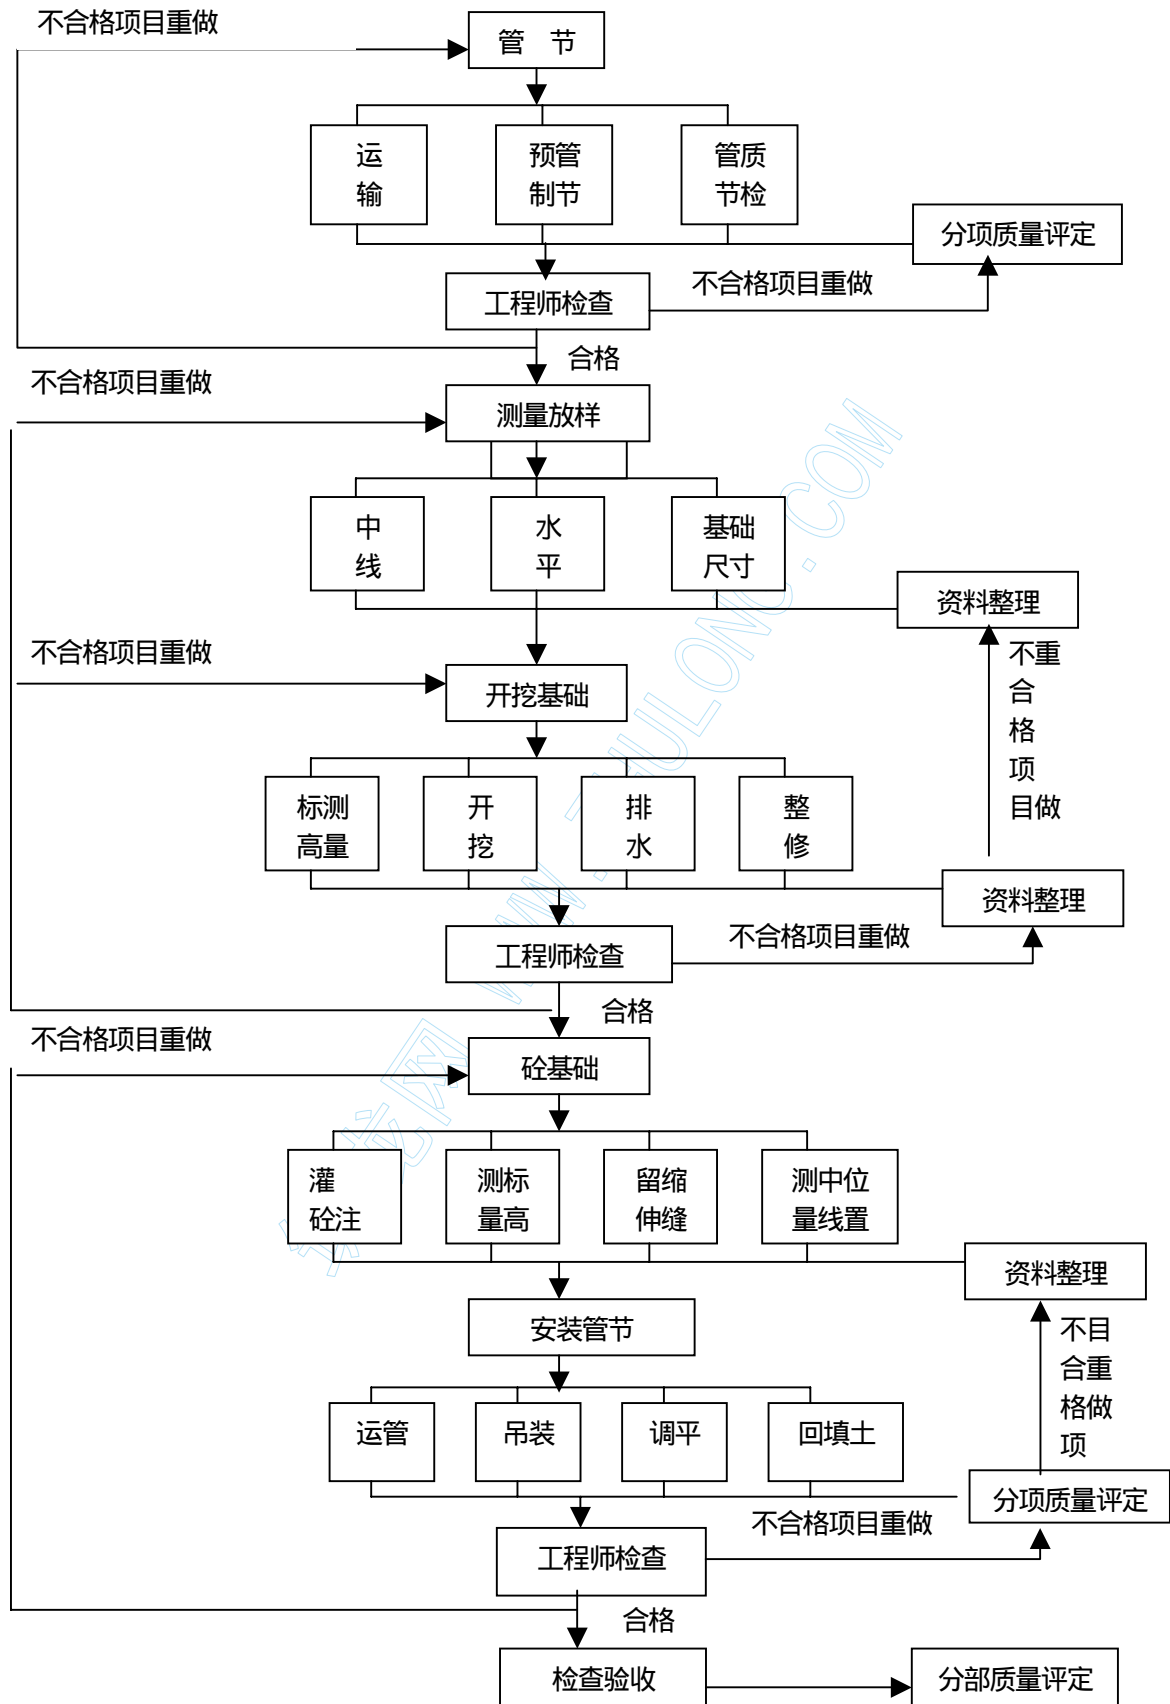 不合格项目重做
管 节
运
输
预管
制节
管质
节检
分项质量评定
不合格项目重做
工程师检查
合格
不合格项目重做
测量放样
中
线
水
平
基础
尺寸
资料整理
不合格项目重做
不重
合
格
项
目做
开挖基础
标测
高量
开
挖
排
水
整
修
资料整理
不合格项目重做
工程师检查
合格
不合格项目重做
砼基础
灌
砼注
测标
量高
留缩
伸缝
测中位
量线置
资料整理
安装管节
不目
合重
格做
项
运管
吊装
调平
回填土
分项质量评定
不合格项目重做
工程师检查
合格
检查验收
分部质量评定
筑龙网 WWW.ZHULONG.COM